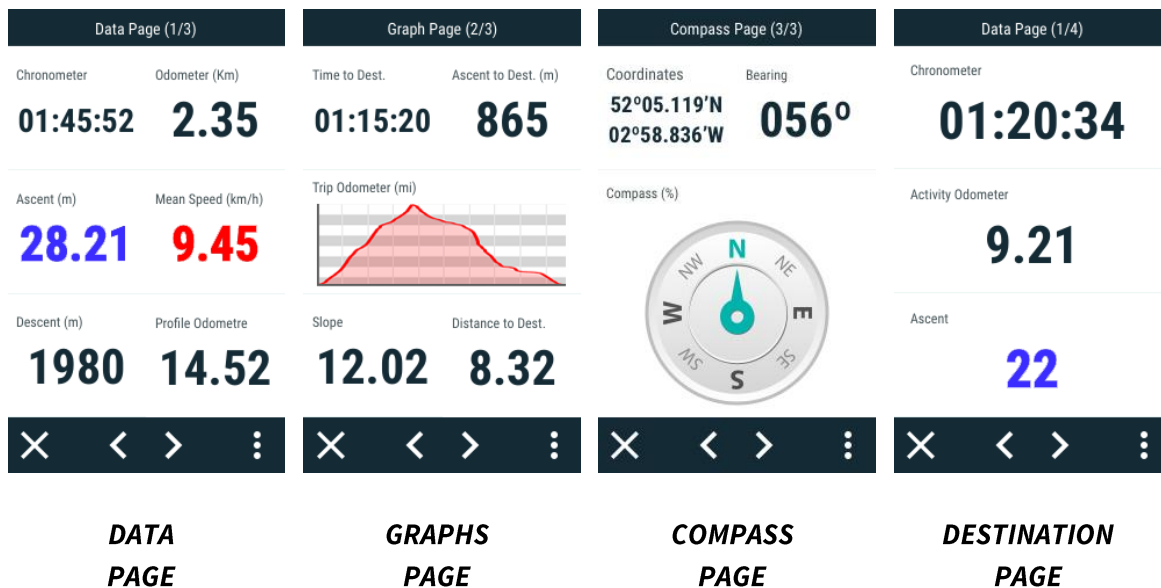 Data Page (1/3)
Chronometer Odometer (Km)
01:45:52 2.35
Ascent (m) Mean Speed (km/h)
28.21 9.45
Descent (m) Profile Odometre
1980 14.52
Graph Page (2/3)
Time to Dest. Ascent to Dest. (m)
01:15:20 865
Trip Odometer (mi)
Slope Distance to Dest.
12.02 8.32
Compass Page (3/3)
Coordinates Bearing
52º05.119’N
02º58.836’W
056º
Compass (%)
N
NW NE
W E
SW SE
S
Data Page (1/4)
Chronometer
01:20:34
Activity Odometer
9.21
Ascent
22
DATA
PAGE
GRAPHS
PAGE
COMPASS
PAGE
DESTINATION
PAGE